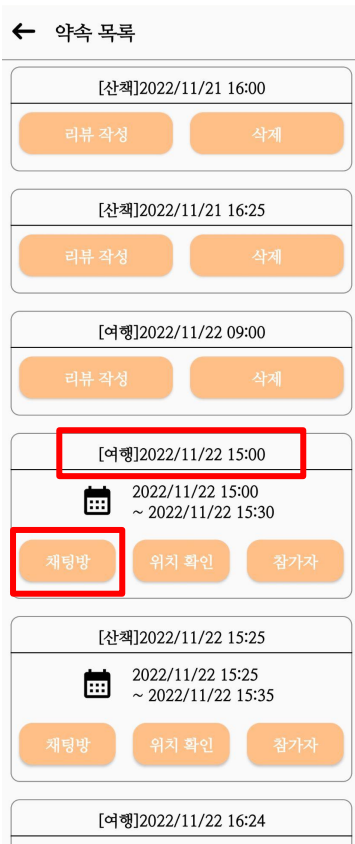 약속 목록
[산책]2022/11/21 16:00
리뷰 작성 삭제
[산책]2022/11/21 16:25
리뷰 작성 삭제
[여행]2022/11/22 09:00
리뷰 작성 삭제
[여행]2022/11/22 15:00
2022/11/22 15:00
~ 2022/11/22 15:30
채팅방 위치 확인 참가자
[산책]2022/11/22 15:25
2022/11/22 15:25
~ 2022/11/22 15:35
채팅방 위치 확인 참가자
[여행]2022/11/22 16:24